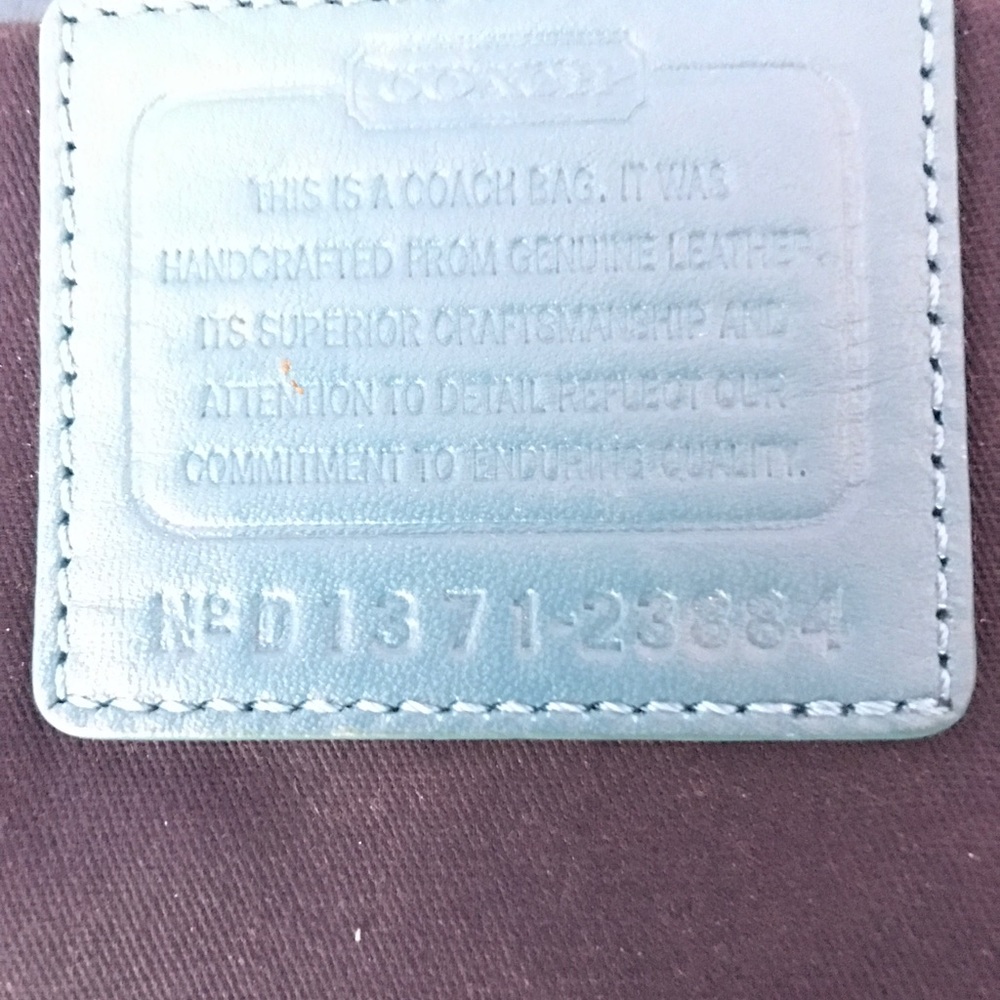 COACH
THIS IS A COACH BAG. IT WAS
HANDCRAFTED FROM GENUINE LEATHER.
ITS SUPERIOR CRAFTSMANSHIP AND
ATTENTION TO DETAIL REFLECT OUR
COMMITMENT TO ENDURING QUALITY.
Nº D1371-23884